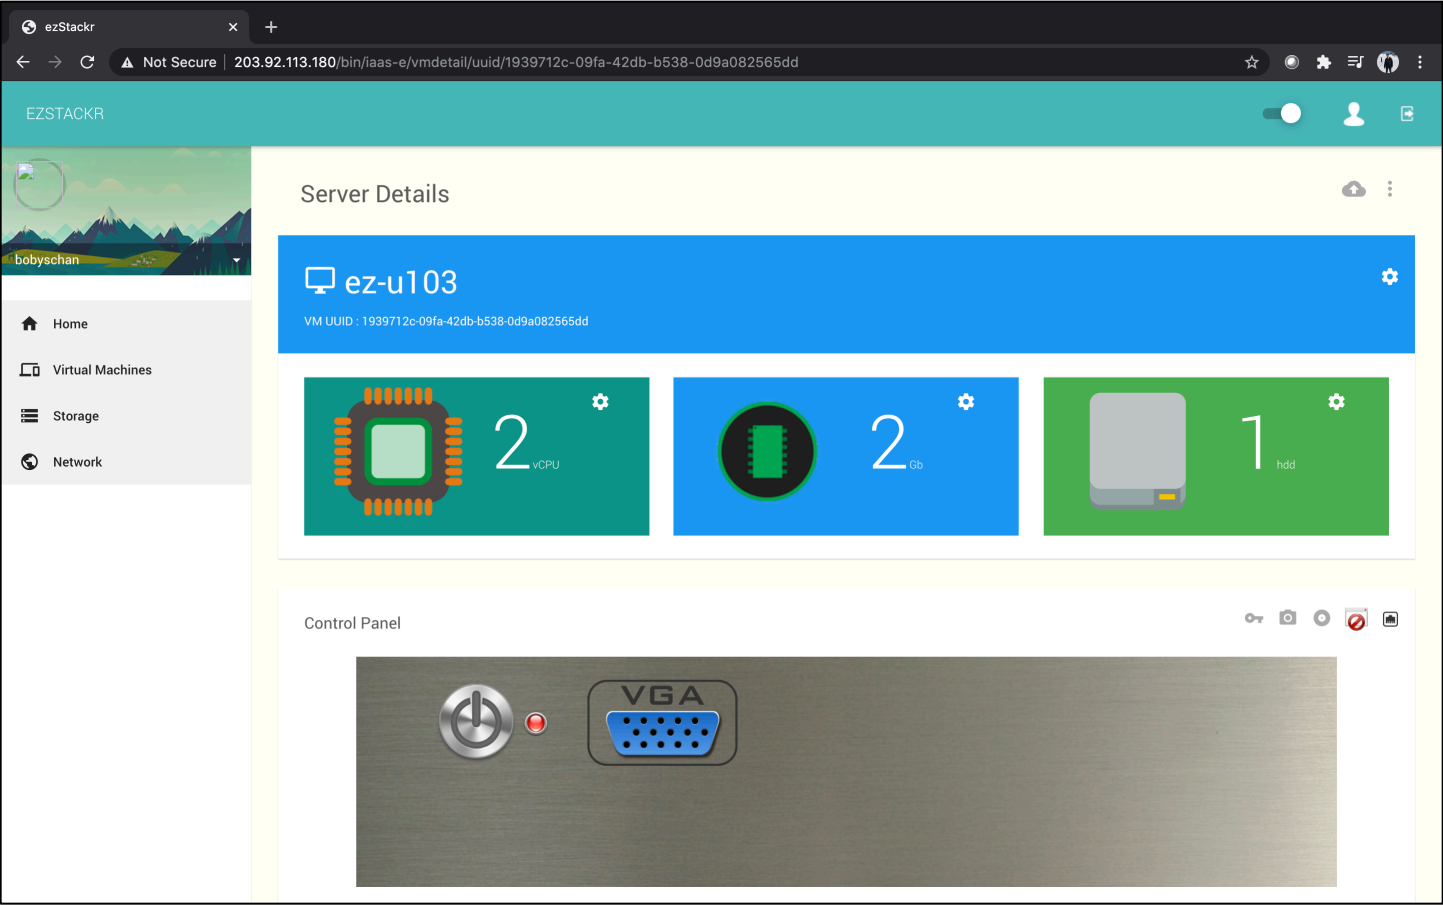 ezStackr
Not Secure 203.92.113.180/bin/iaas-e/vmdetail/uuid/1939712c-09fa-42db-b538-0d9a082565dd
EZSTACKR
bobyschan
Home
Virtual Machines
Storage
Network
Server Details
ez-u103
VM UUID : 1939712c-09fa-42db-b538-0d9a082565dd
2 vCPU
2 Gb
1 hdd
Control Panel
VGA